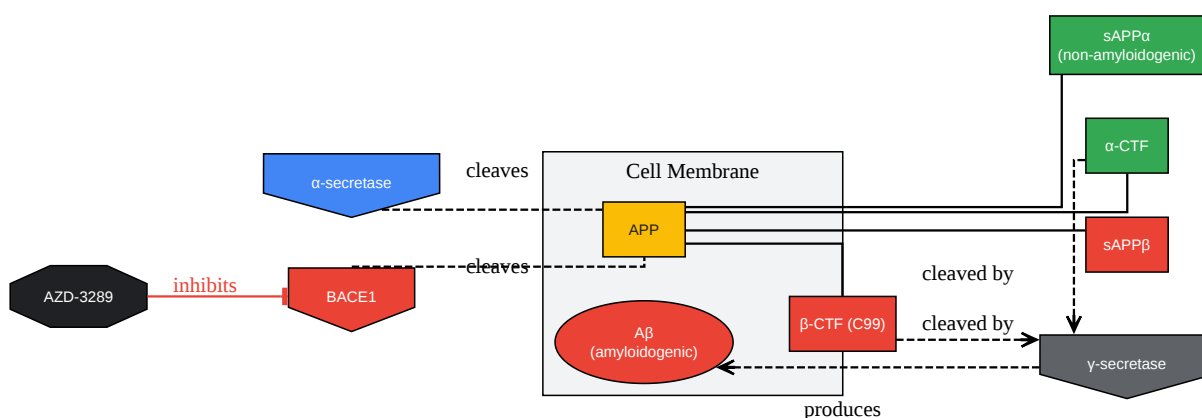 sAPPα
(non-amyloidogenic)
α-CTF
cleaves
Cell Membrane
α-secretase
APP
sAPPβ
cleaves
cleaved by
inhibits
AZD-3289
BACE1
β-CTF (C99)
cleaved by
Aβ
(amyloidogenic)
γ-secretase
produces